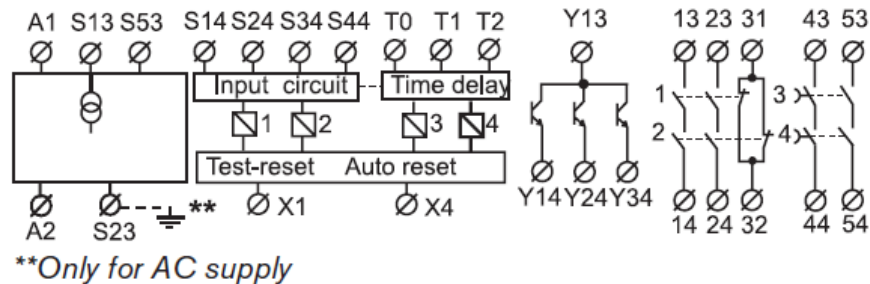 A1 S13 S53 S14 S24 S34 S44 T0 T1 T2 Y13 13 23 31 43 53
Input circuit Time delay
1 2 3 4 1 3
Test-reset Auto reset 2 4
A2 S23 ** X1 X4 Y14 Y24 Y34 14 24 32 44 54
**Only for AC supply